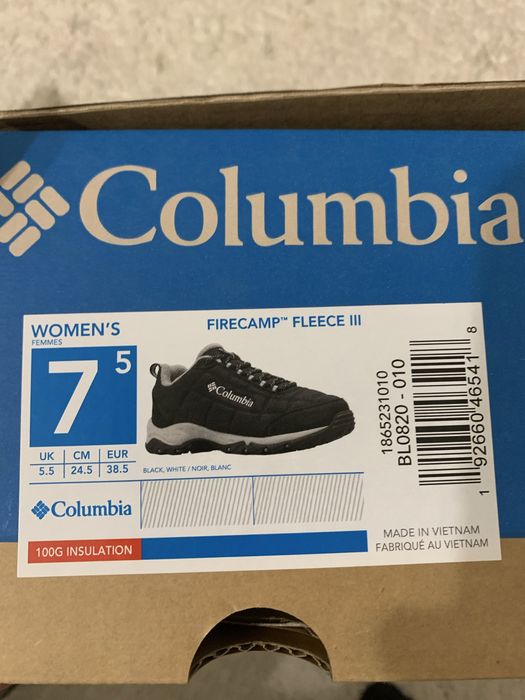 Columbia
WOMEN'S
FEMMES
FIRECAMP™ FLEECE III
7 5
UK CM EUR
5.5 24.5 38.5
Columbia
BLACK, WHITE / NOIR, BLANC
Columbia
100G INSULATION
1865231010
BL0820 - 010
1 92660 46541 8
MADE IN VIETNAM
FABRIQUÉ AU VIETNAM